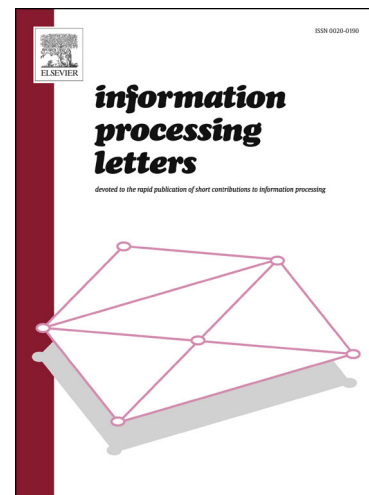 ISSN 0020-0190
ELSEVIER
information
processing
letters
devoted to the rapid publication of short contributions to information processing